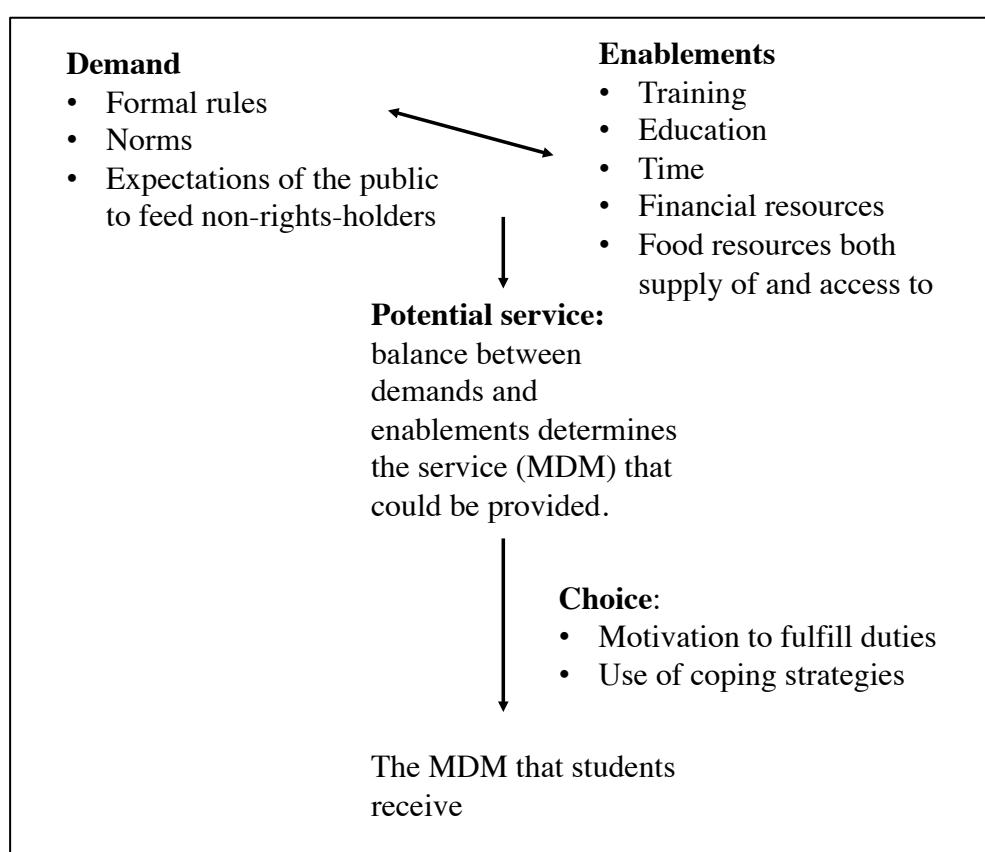 Demand
• Formal rules
• Norms
• Expectations of the public
to feed non-rights-holders
Enablements
• Training
• Education
• Time
• Financial resources
• Food resources both
supply of and access to
Potential service:
balance between
demands and
enablements determines
the service (MDM) that
could be provided.
Choice:
• Motivation to fulfill duties
• Use of coping strategies
The MDM that students
receive